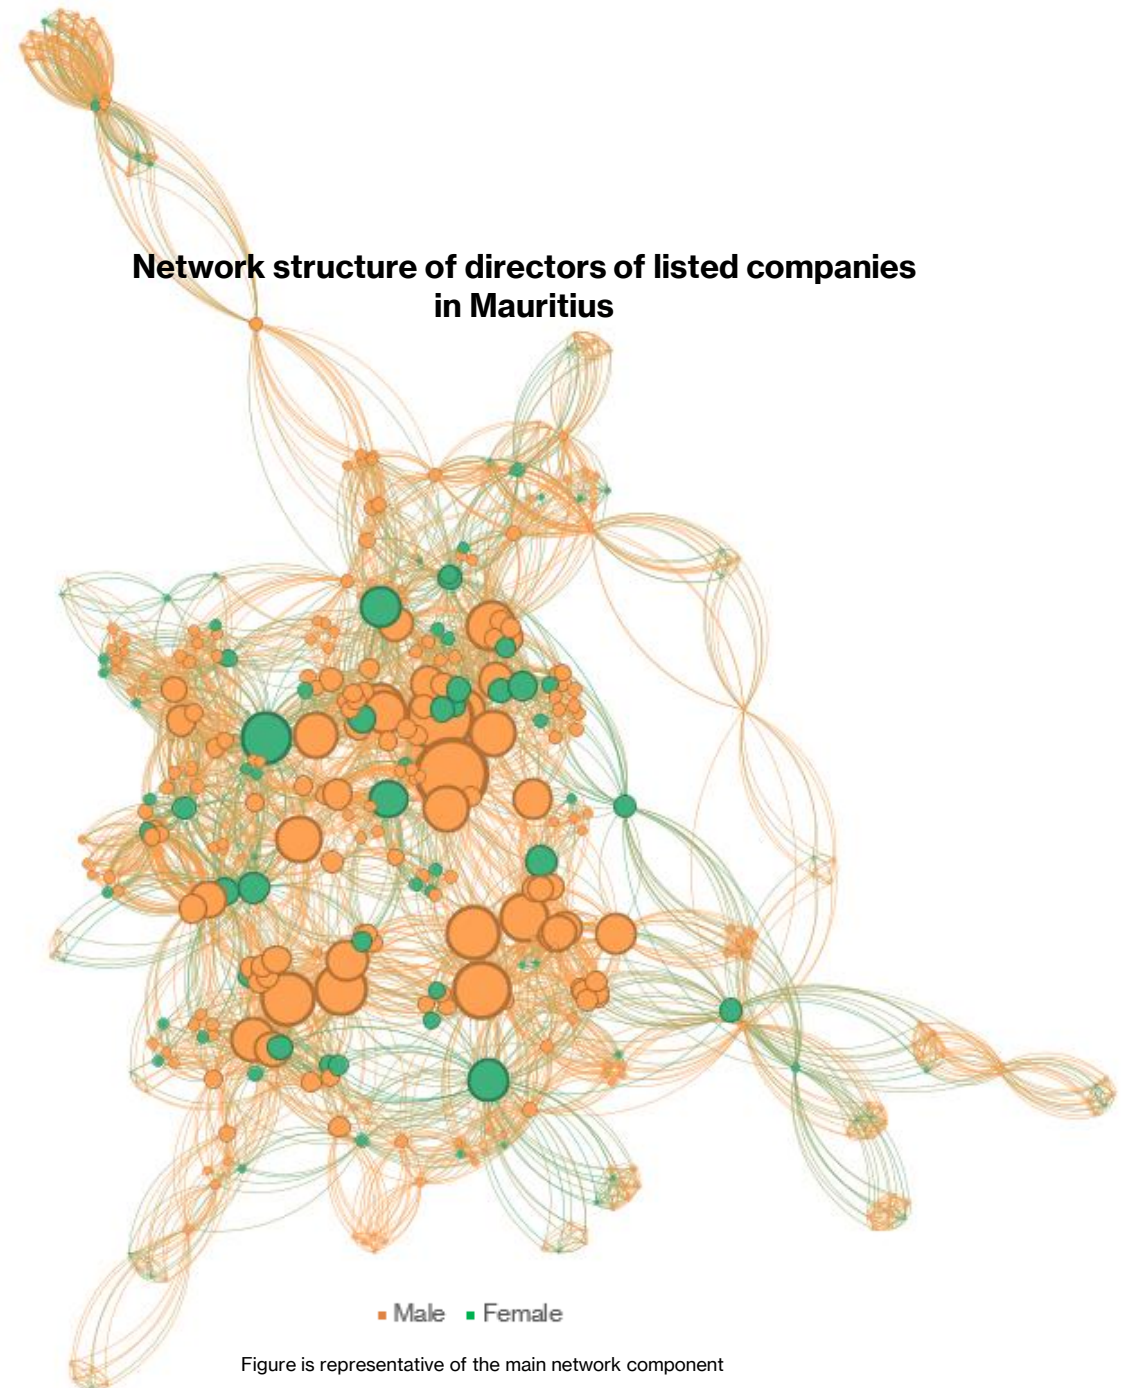 Network structure of directors of listed companies
in Mauritius
Male Female
Figure is representative of the main network component